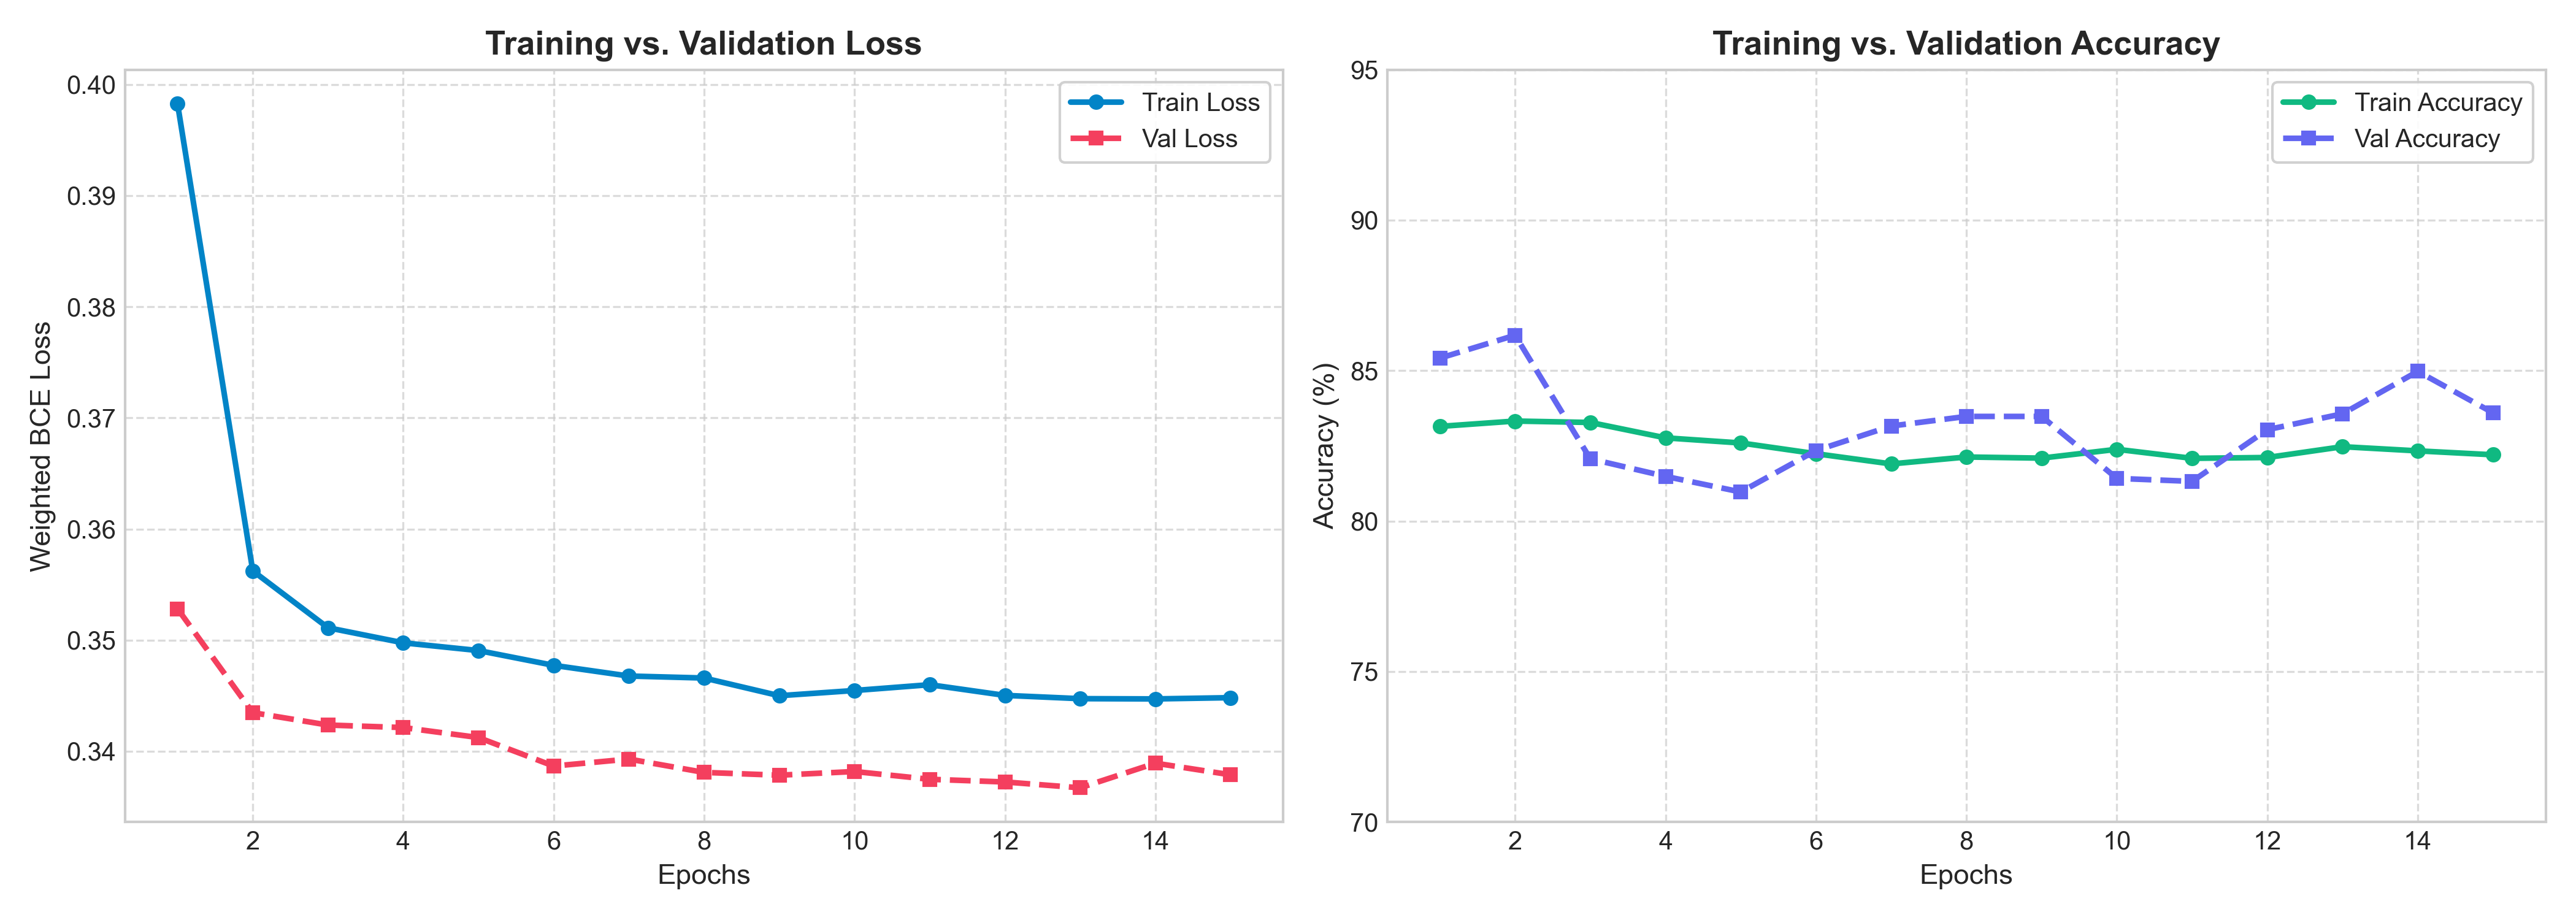 Training vs. Validation Loss
0.40
0.39
0.38
0.37
0.36
0.35
0.34
Weighted BCE Loss
Train Loss
Val Loss
2 4 6 8 10 12 14
Epochs
Training vs. Validation Accuracy
95
90
85
80
75
70
Accuracy (%)
Train Accuracy
Val Accuracy
2 4 6 8 10 12 14
Epochs